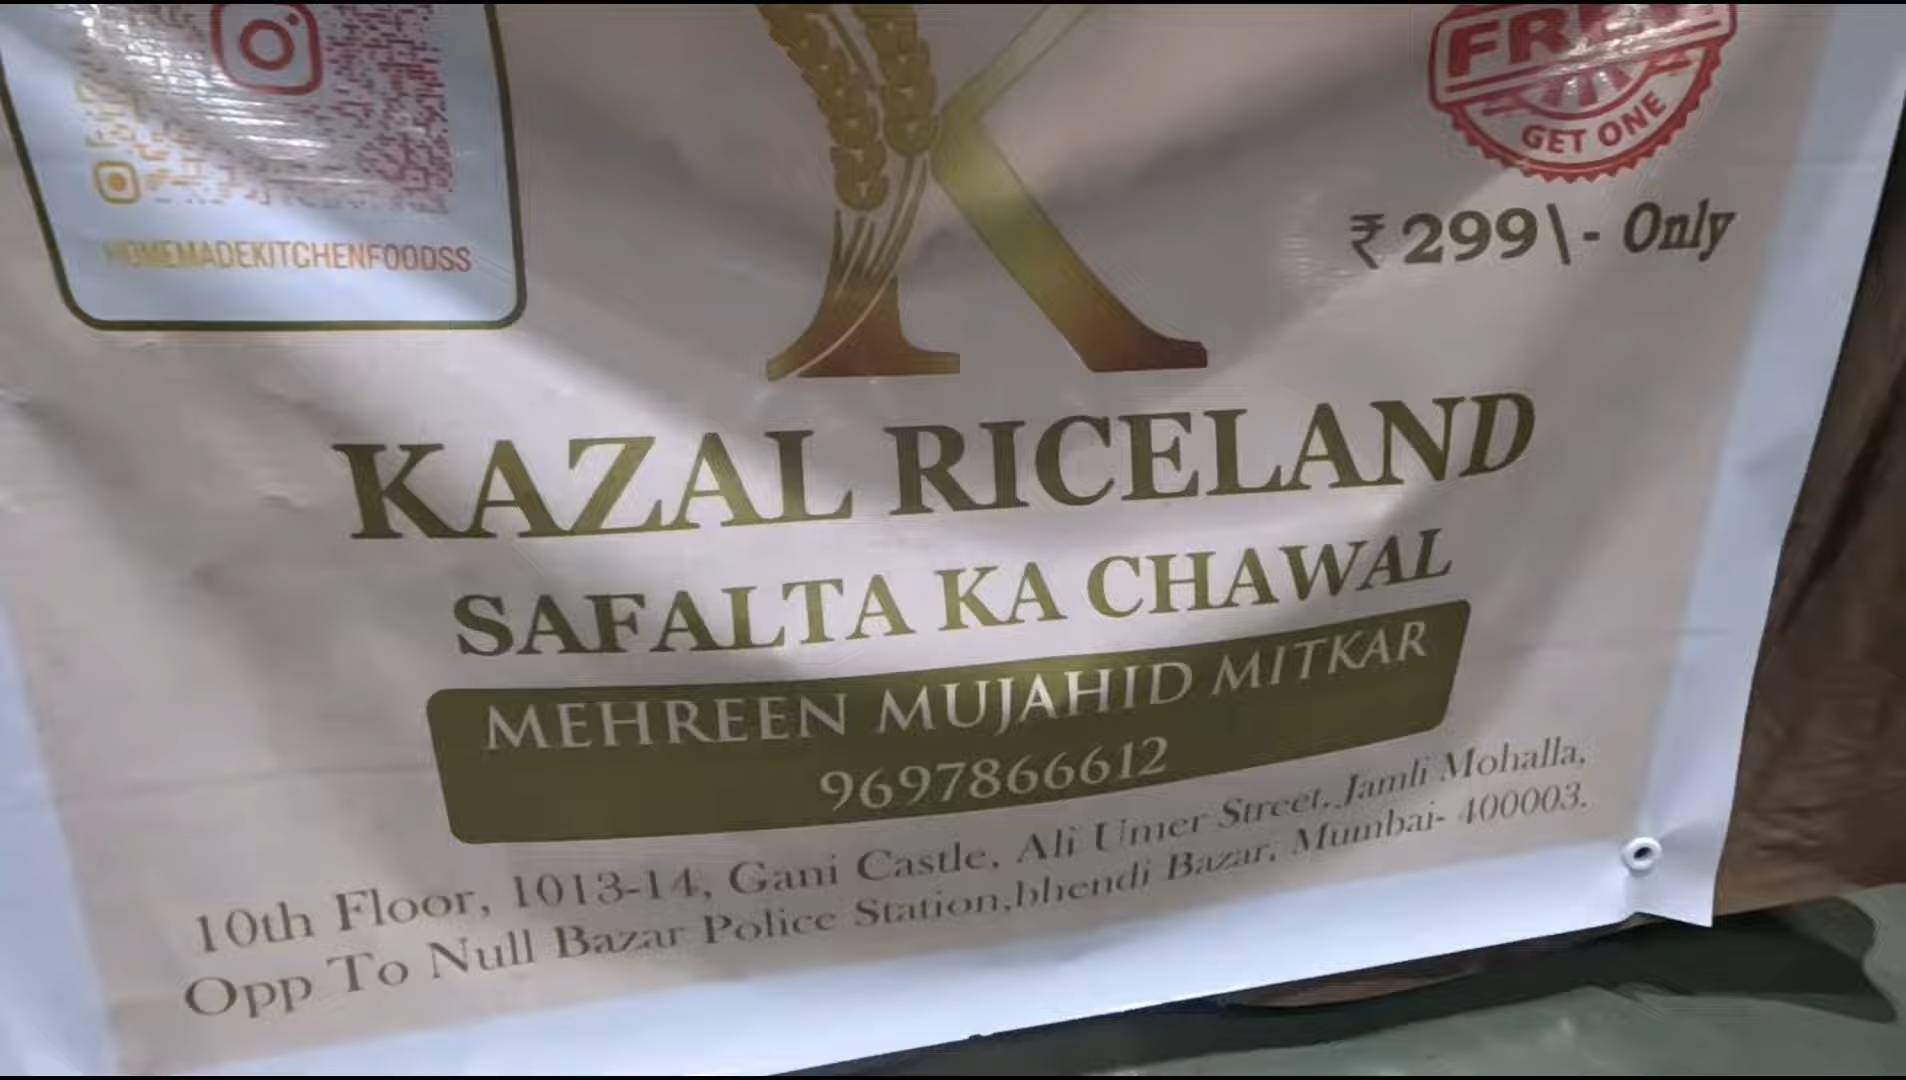 HOMEMADEKITCHENFOODSS
K
FREE
GET ONE
₹ 299\- Only
KAZAL RICELAND
SAFALTA KA CHAWAL
MEHREEN MUJAHID MITKAR
9697866612
10th Floor, 1013-14, Gani Castle, Ali Umer Street, Jamli Mohalla,
Opp To Null Bazar Police Station,bhendi Bazar, Mumbai- 400003.